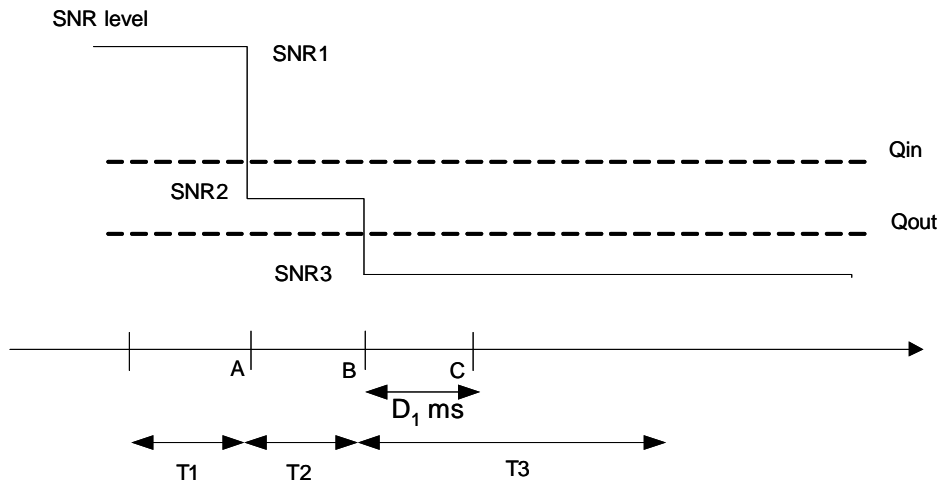 SNR level
SNR1
Qin
SNR2
Qout
SNR3
A
B
C
D1 ms
T1
T2
T3